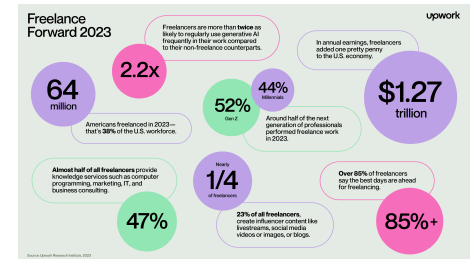 Freelance
Forward 2023
upwork
Freelancers are more than twice as
likely to regularly use generative AI
frequently in their work compared
to their non-freelance counterparts.
2.2x
In annual earnings, freelancers
added one pretty penny
to the U.S. economy.
$1.27
trillion
64
million
Americans freelanced in 2023—
that's 38% of the U.S. workforce.
52%
Gen Z
44%
Millennials
Around half of the next
generation of professionals
performed freelance work
in 2023.
Almost half of all freelancers provide
knowledge services such as computer
programming, marketing, IT, and
business consulting.
47%
Nearly
1/4
of freelancers
23% of all freelancers,
create influencer content like
livestreams, social media
videos or images, or blogs.
Over 85% of freelancers
say the best days are ahead
for freelancing.
85%+
Source: Upwork Research Institute, 2023